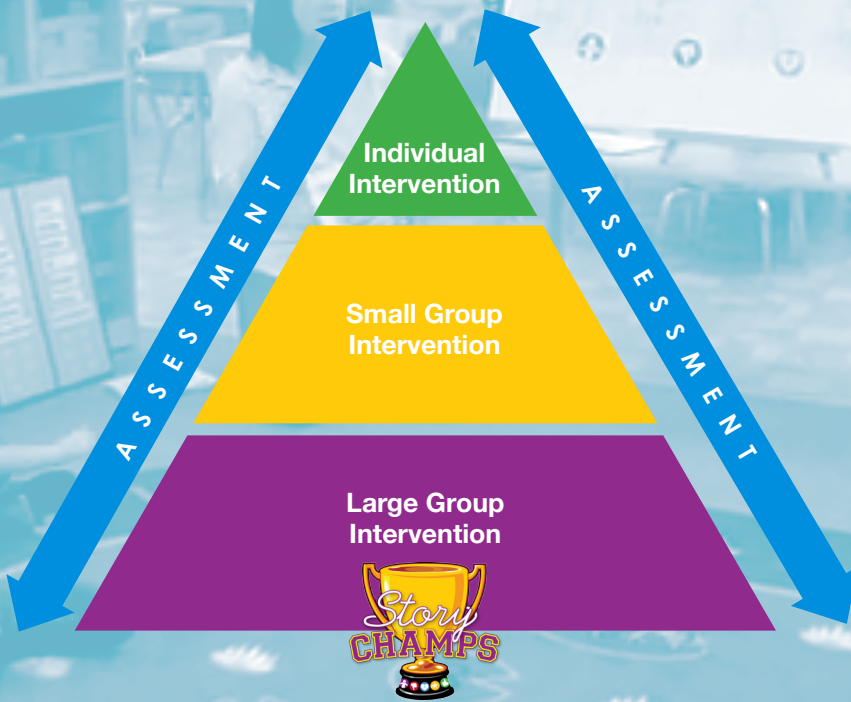 Individual
Intervention
ASSESSMENT
ASSESSMENT
Small Group
Intervention
Large Group
Intervention
Story
CHAMPS